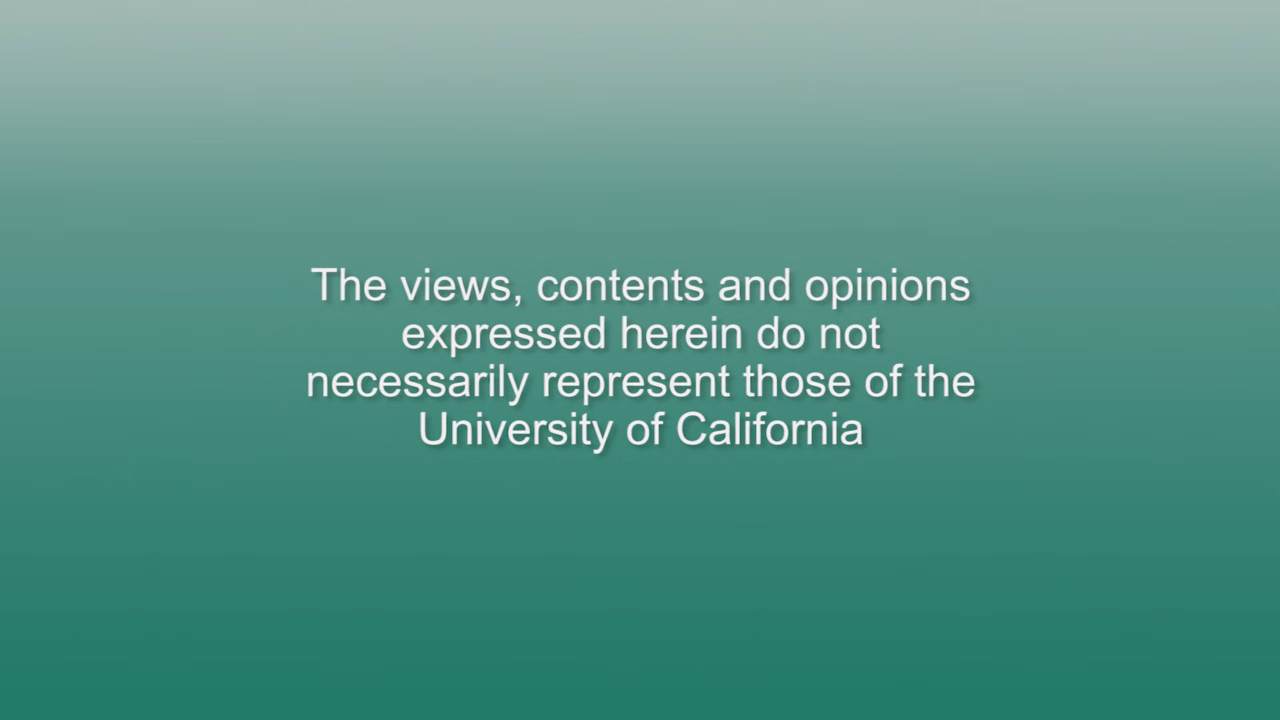 The views, contents and opinions
expressed herein do not
necessarily represent those of the
University of California